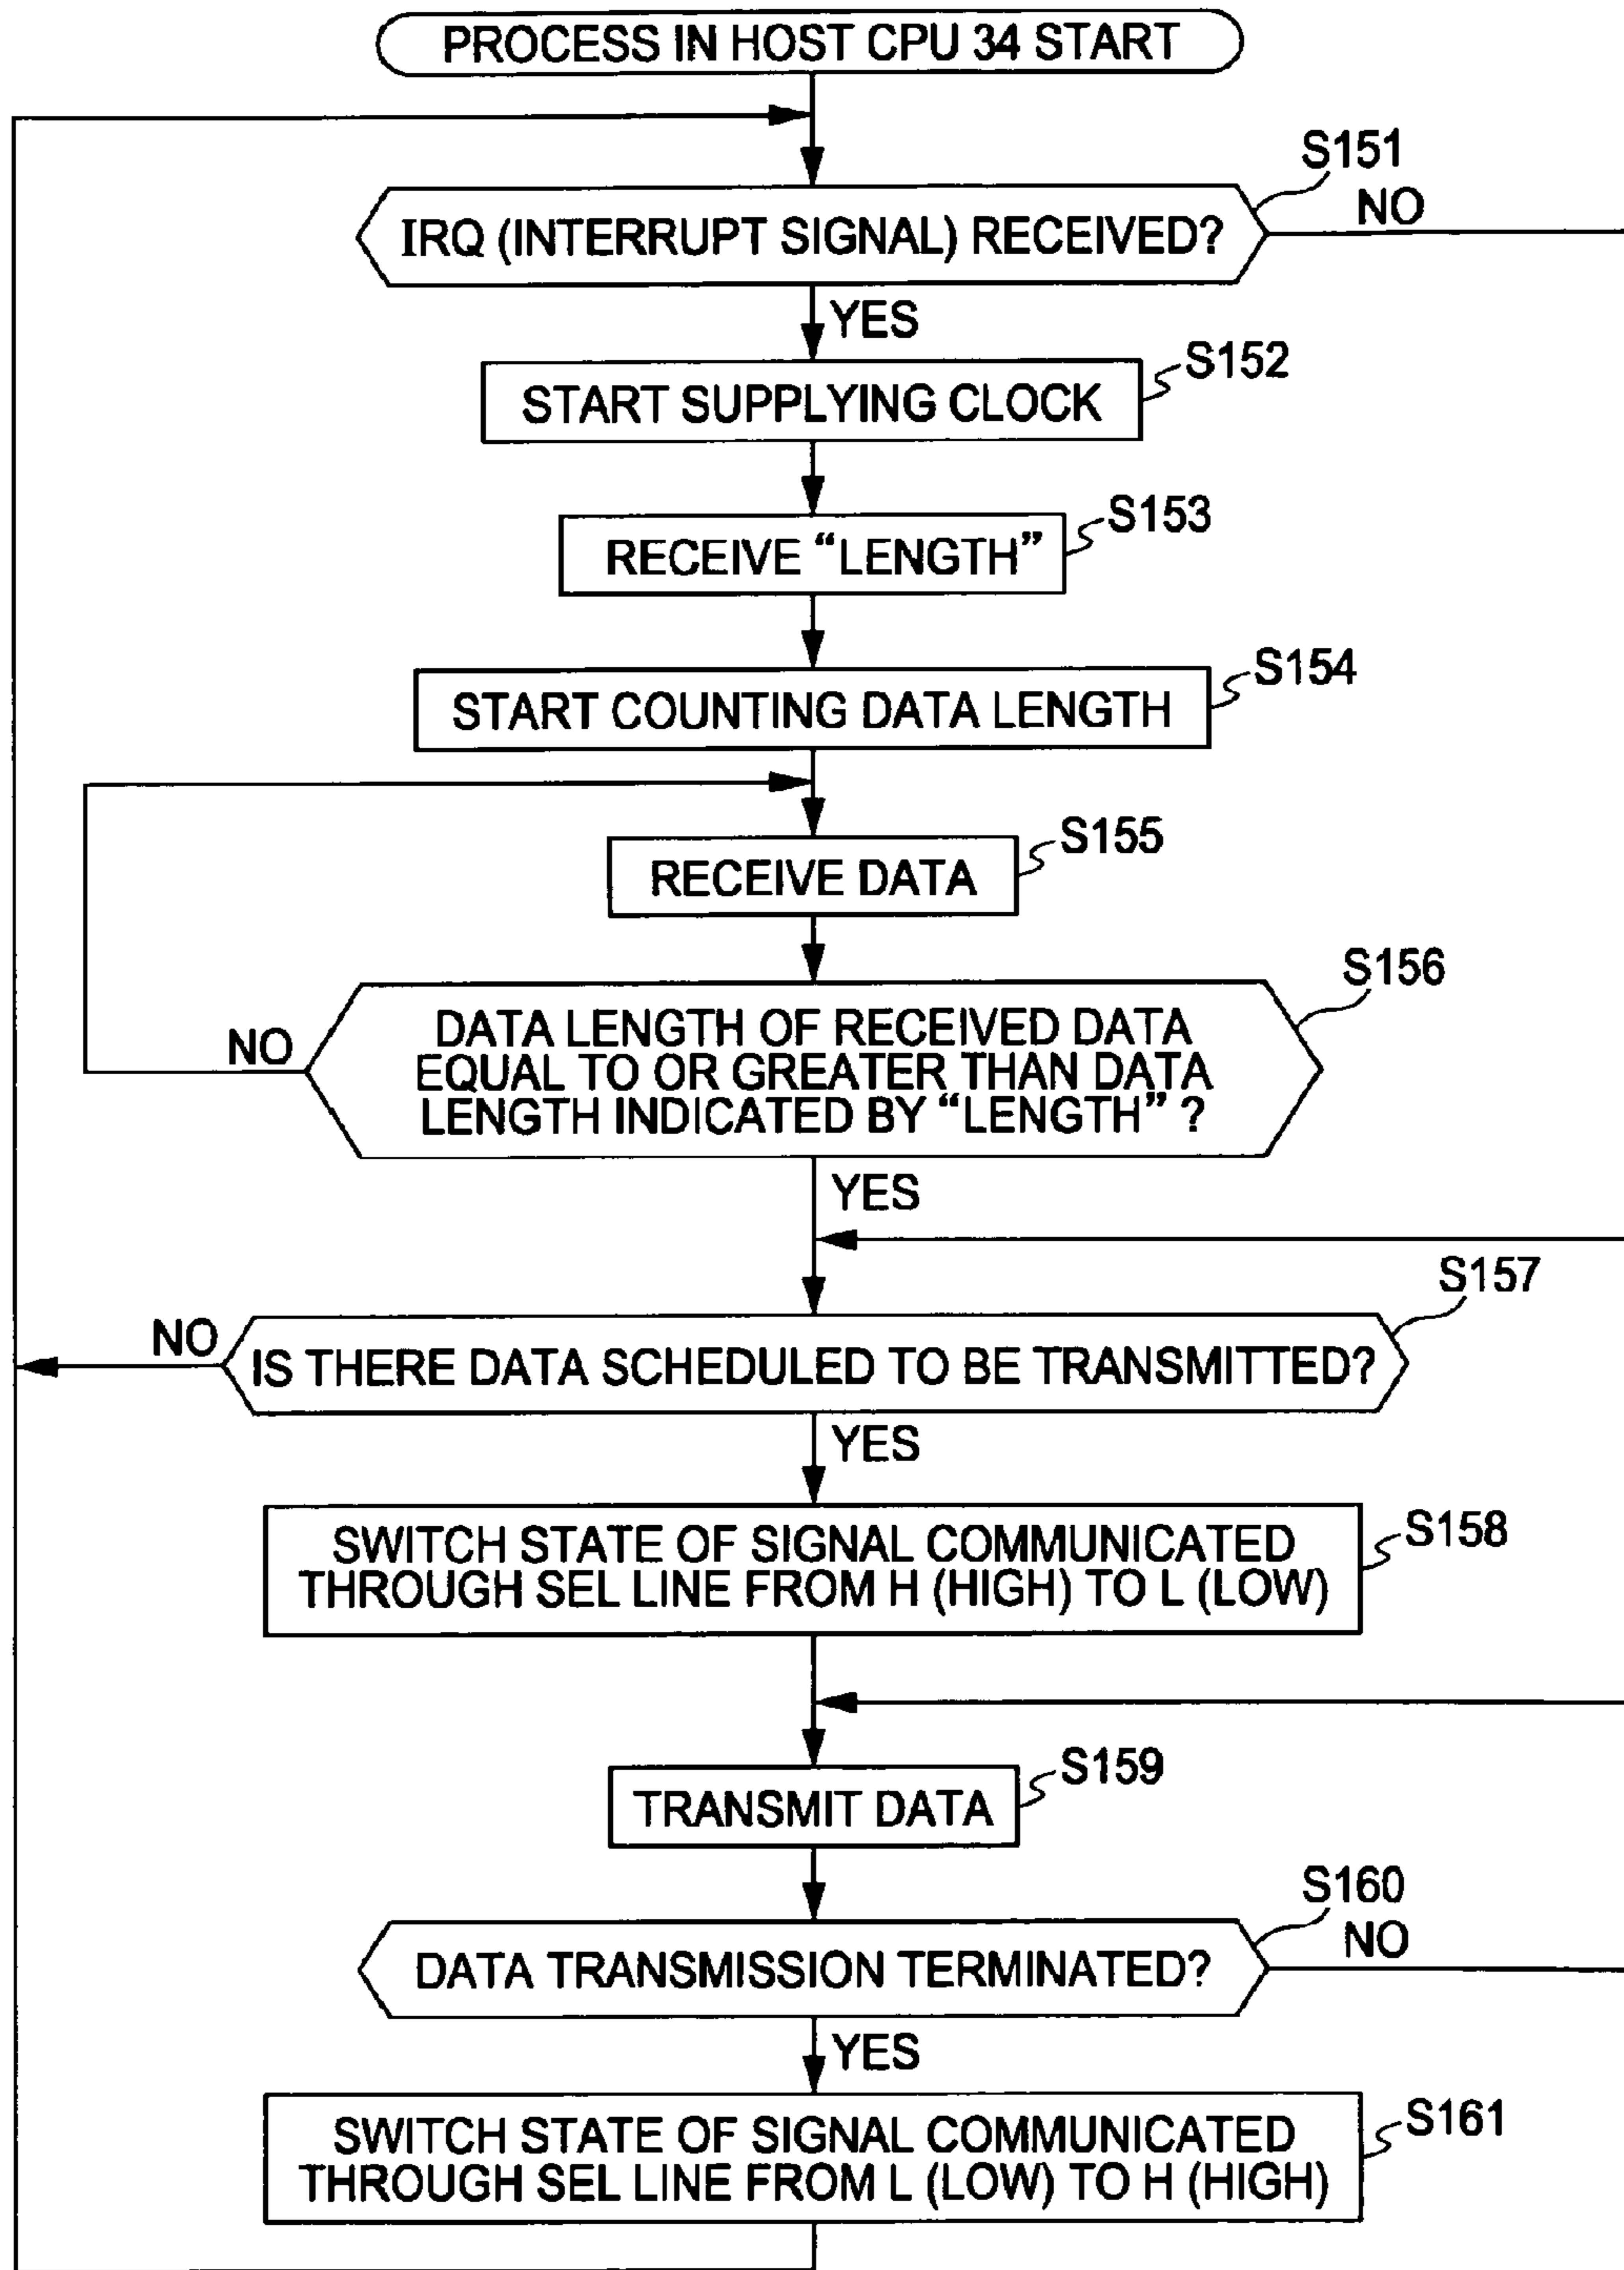 PROCESS IN HOST CPU 34 START
S151
IRQ (INTERRUPT SIGNAL) RECEIVED?
NO
YES
S152
START SUPPLYING CLOCK
S153
RECEIVE “LENGTH”
S154
START COUNTING DATA LENGTH
S155
RECEIVE DATA
S156
DATA LENGTH OF RECEIVED DATA
EQUAL TO OR GREATER THAN DATA
LENGTH INDICATED BY “LENGTH” ?
NO
YES
S157
NO
IS THERE DATA SCHEDULED TO BE TRANSMITTED?
YES
S158
SWITCH STATE OF SIGNAL COMMUNICATED
THROUGH SEL LINE FROM H (HIGH) TO L (LOW)
S159
TRANSMIT DATA
S160
DATA TRANSMISSION TERMINATED?
NO
YES
S161
SWITCH STATE OF SIGNAL COMMUNICATED
THROUGH SEL LINE FROM L (LOW) TO H (HIGH)